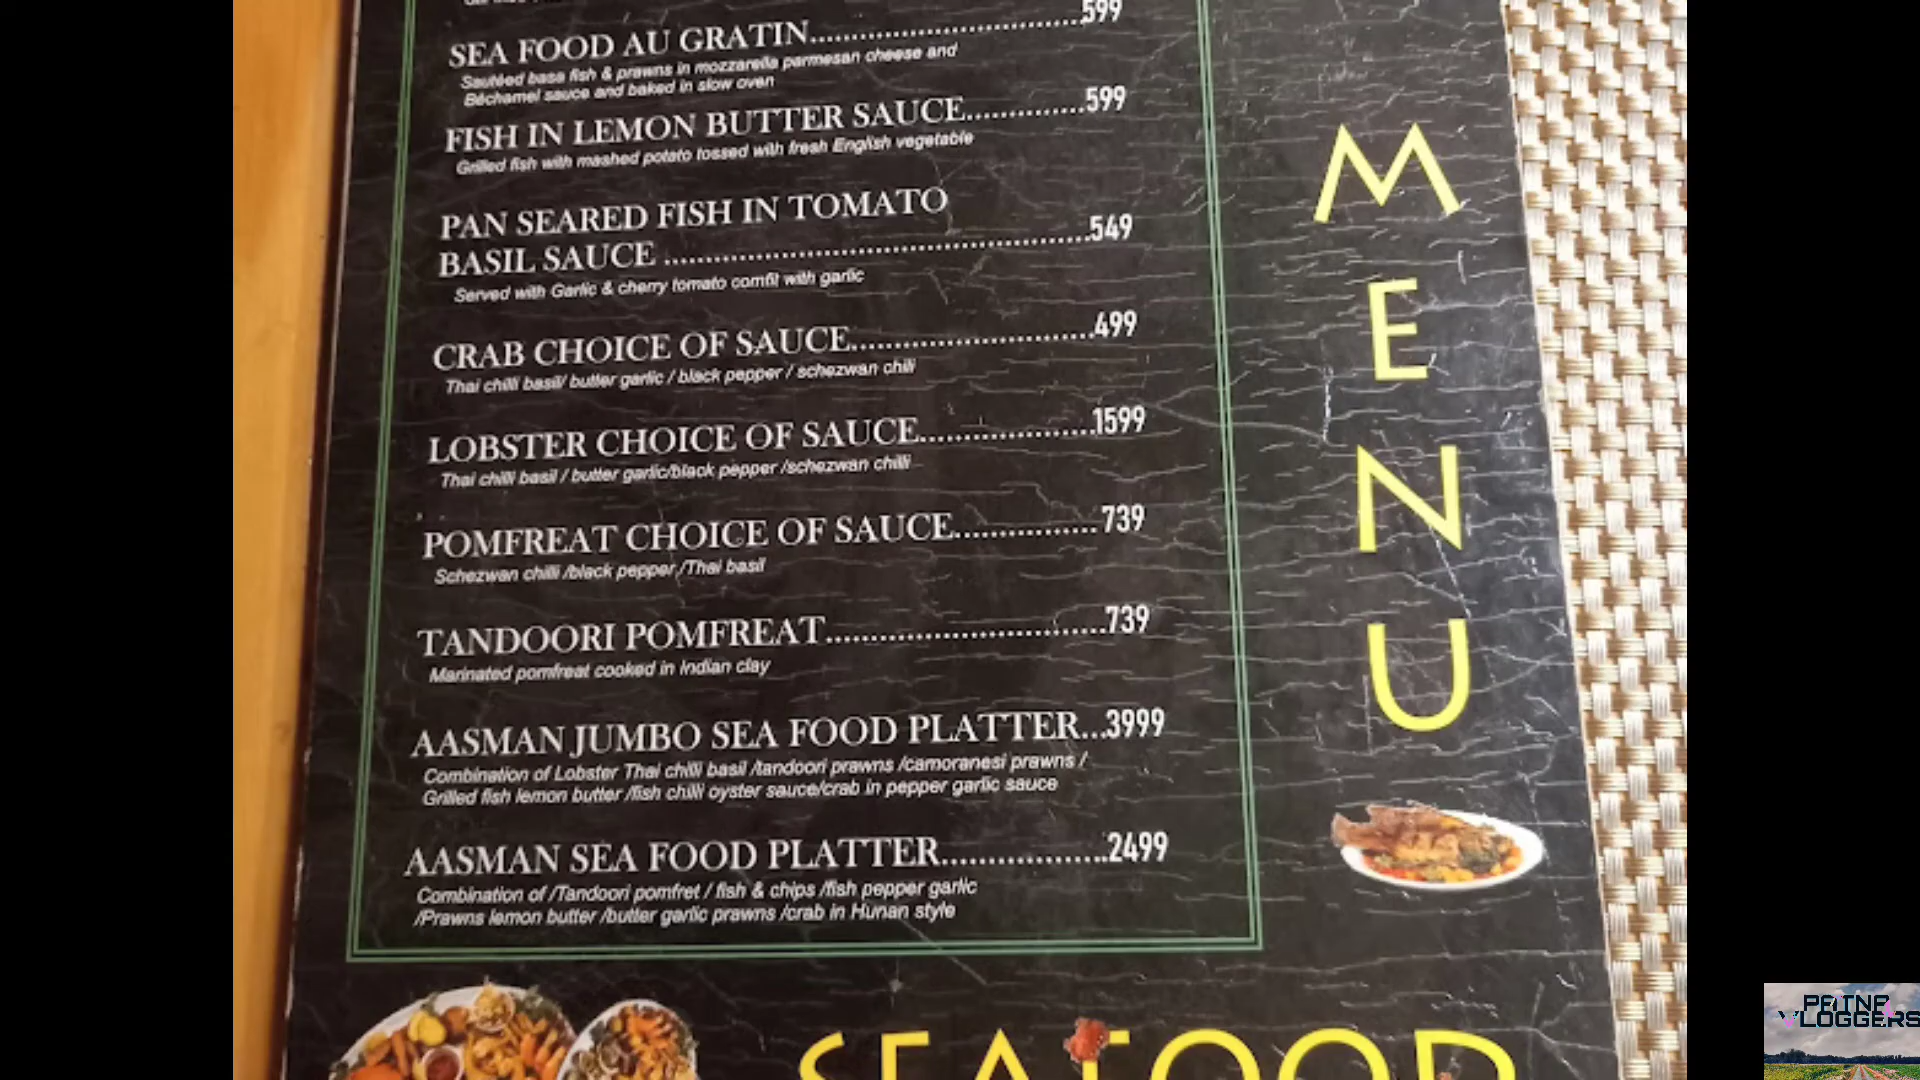 SEA FOOD AU GRATIN..............................599
Sautéed basa fish & prawns in mozzarella parmesan cheese and
Béchamel sauce and baked in slow oven
FISH IN LEMON BUTTER SAUCE.............599
Grilled fish with mashed potato tossed with fresh English vegetable
PAN SEARED FISH IN TOMATO
BASIL SAUCE ...............................................549
Served with Garlic & cherry tomato comfit with garlic
CRAB CHOICE OF SAUCE...........................499
Thai chilli basil/ butter garlic / black pepper / schezwan chilli
LOBSTER CHOICE OF SAUCE...................1599
Thai chilli basil / butter garlic/black pepper /schezwan chilli
POMFREAT CHOICE OF SAUCE................ 739
Schezwan chilli /black pepper /Thai basil
TANDOORI POMFREAT...............................739
Marinated pomfreat cooked in Indian clay
AASMAN JUMBO SEA FOOD PLATTER...3999
Combination of Lobster Thai chilli basil /tandoori prawns /camoranesi prawns /
Grilled fish lemon butter /fish chilli oyster sauce/crab in pepper garlic sauce
AASMAN SEA FOOD PLATTER..................2499
Combination of /Tandoori pomfret / fish & chips /fish pepper garlic
/Prawns lemon butter /butter garlic prawns /crab in Hunan style
MENU
SEAFOOD
VLOGGERS